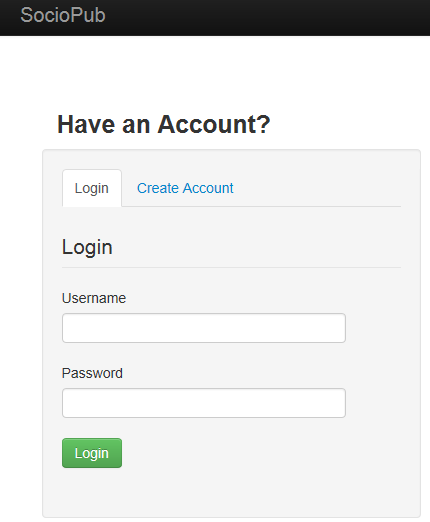 SocioPub
Have an Account?
Login Create Account
Login
Username
Password
Login